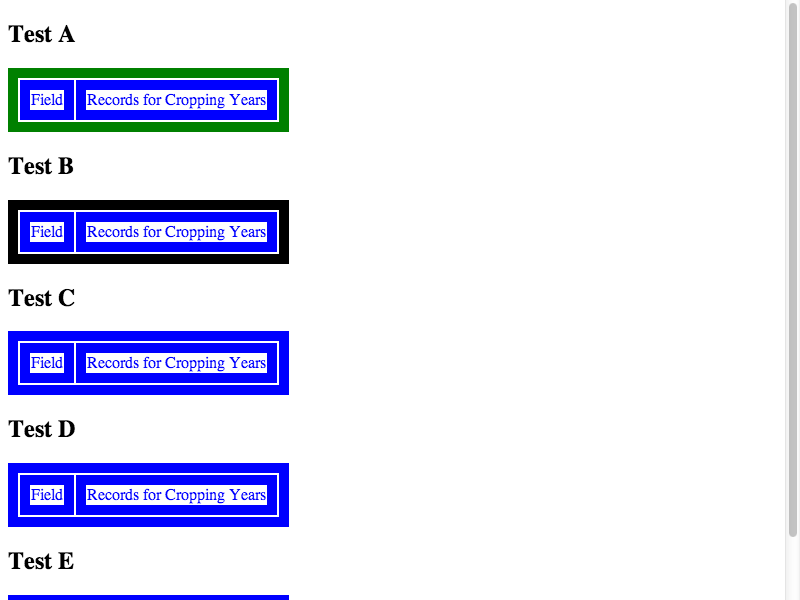 Test A
Field Records for Cropping Years
Test B
Field Records for Cropping Years
Test C
Field Records for Cropping Years
Test D
Field Records for Cropping Years
Test E